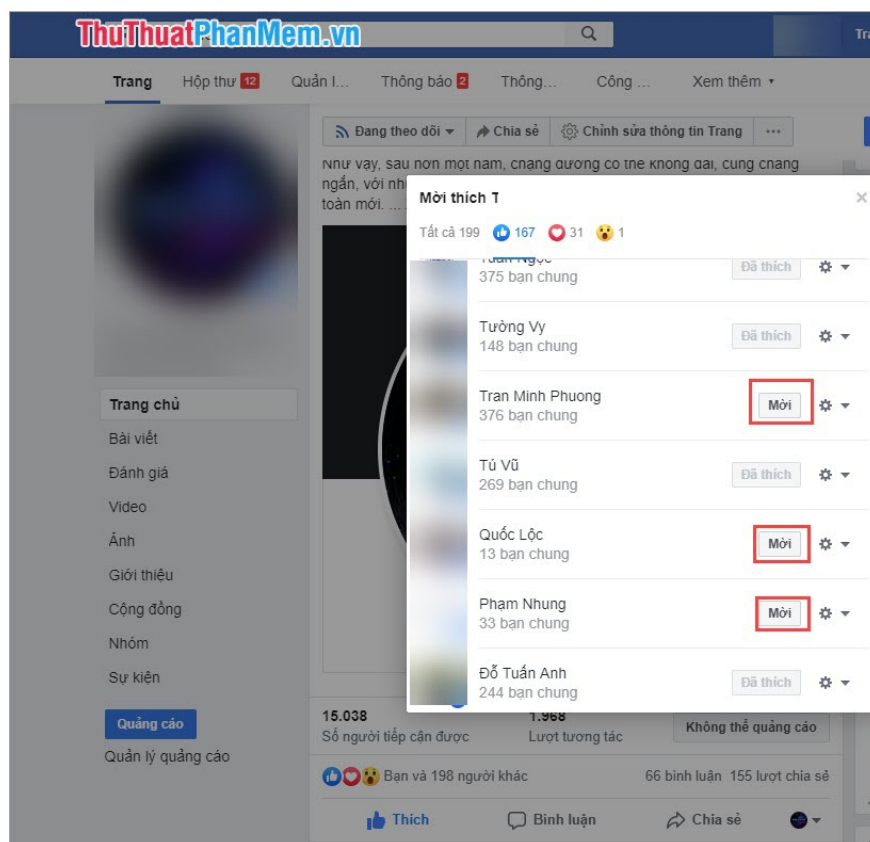 ThuThuatPhanMem.vn
Tra
Trang Hộp thư 12 Quản l... Thông báo 2 Thông... Công ... Xem thêm
Đang theo dõi Chia sẻ Chỉnh sửa thông tin Trang ...
Như vậy, sau hơn một năm, chặng đường có thể không dài, cũng chẳng
ngắn, với nh
toàn mới. ...
Mời thích T
Tất cả 199 167 31 1
Tuấn Ngọc Đã thích
375 bạn chung
Tường Vy Đã thích
148 bạn chung
Tran Minh Phuong Mời
376 bạn chung
Tú Vũ Đã thích
269 bạn chung
Quốc Lộc Mời
13 bạn chung
Phạm Nhung Mời
33 bạn chung
Đỗ Tuấn Anh Đã thích
244 bạn chung
Trang chủ
Bài viết
Đánh giá
Video
Ảnh
Giới thiệu
Cộng đồng
Nhóm
Sự kiện
Quảng cáo
Quản lý quảng cáo
15.038 1.968 Không thể quảng cáo
Số người tiếp cận được Lượt tương tác
Bạn và 198 người khác 66 bình luận 155 lượt chia sẻ
Thích Bình luận Chia sẻ